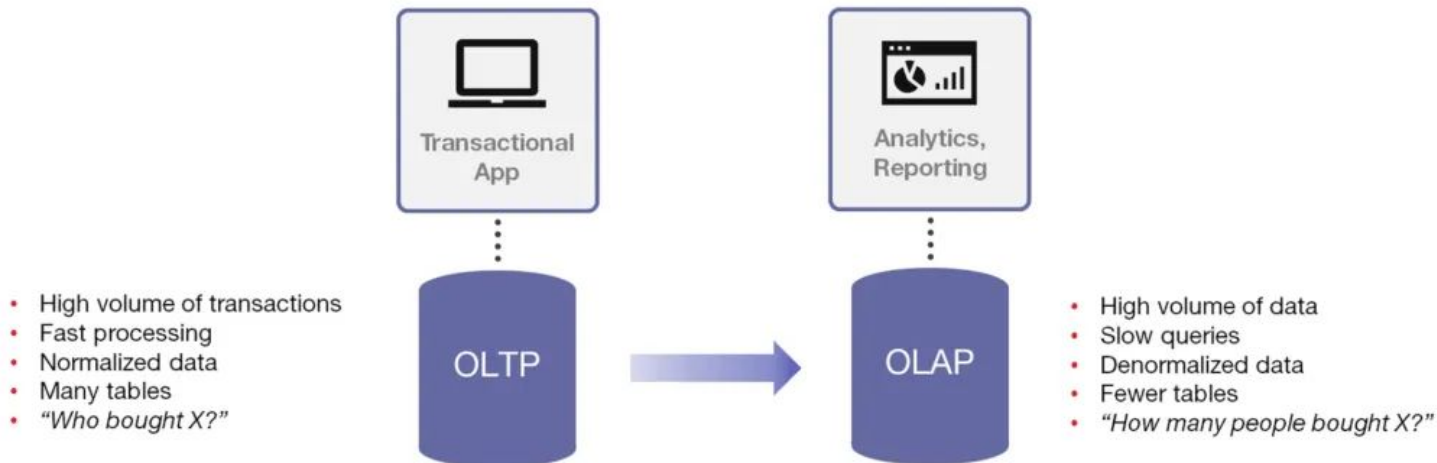 Transactional
App
Analytics,
Reporting
• High volume of transactions
• Fast processing
• Normalized data
• Many tables
• “Who bought X?”
OLTP
OLAP
• High volume of data
• Slow queries
• Denormalized data
• Fewer tables
• “How many people bought X?”